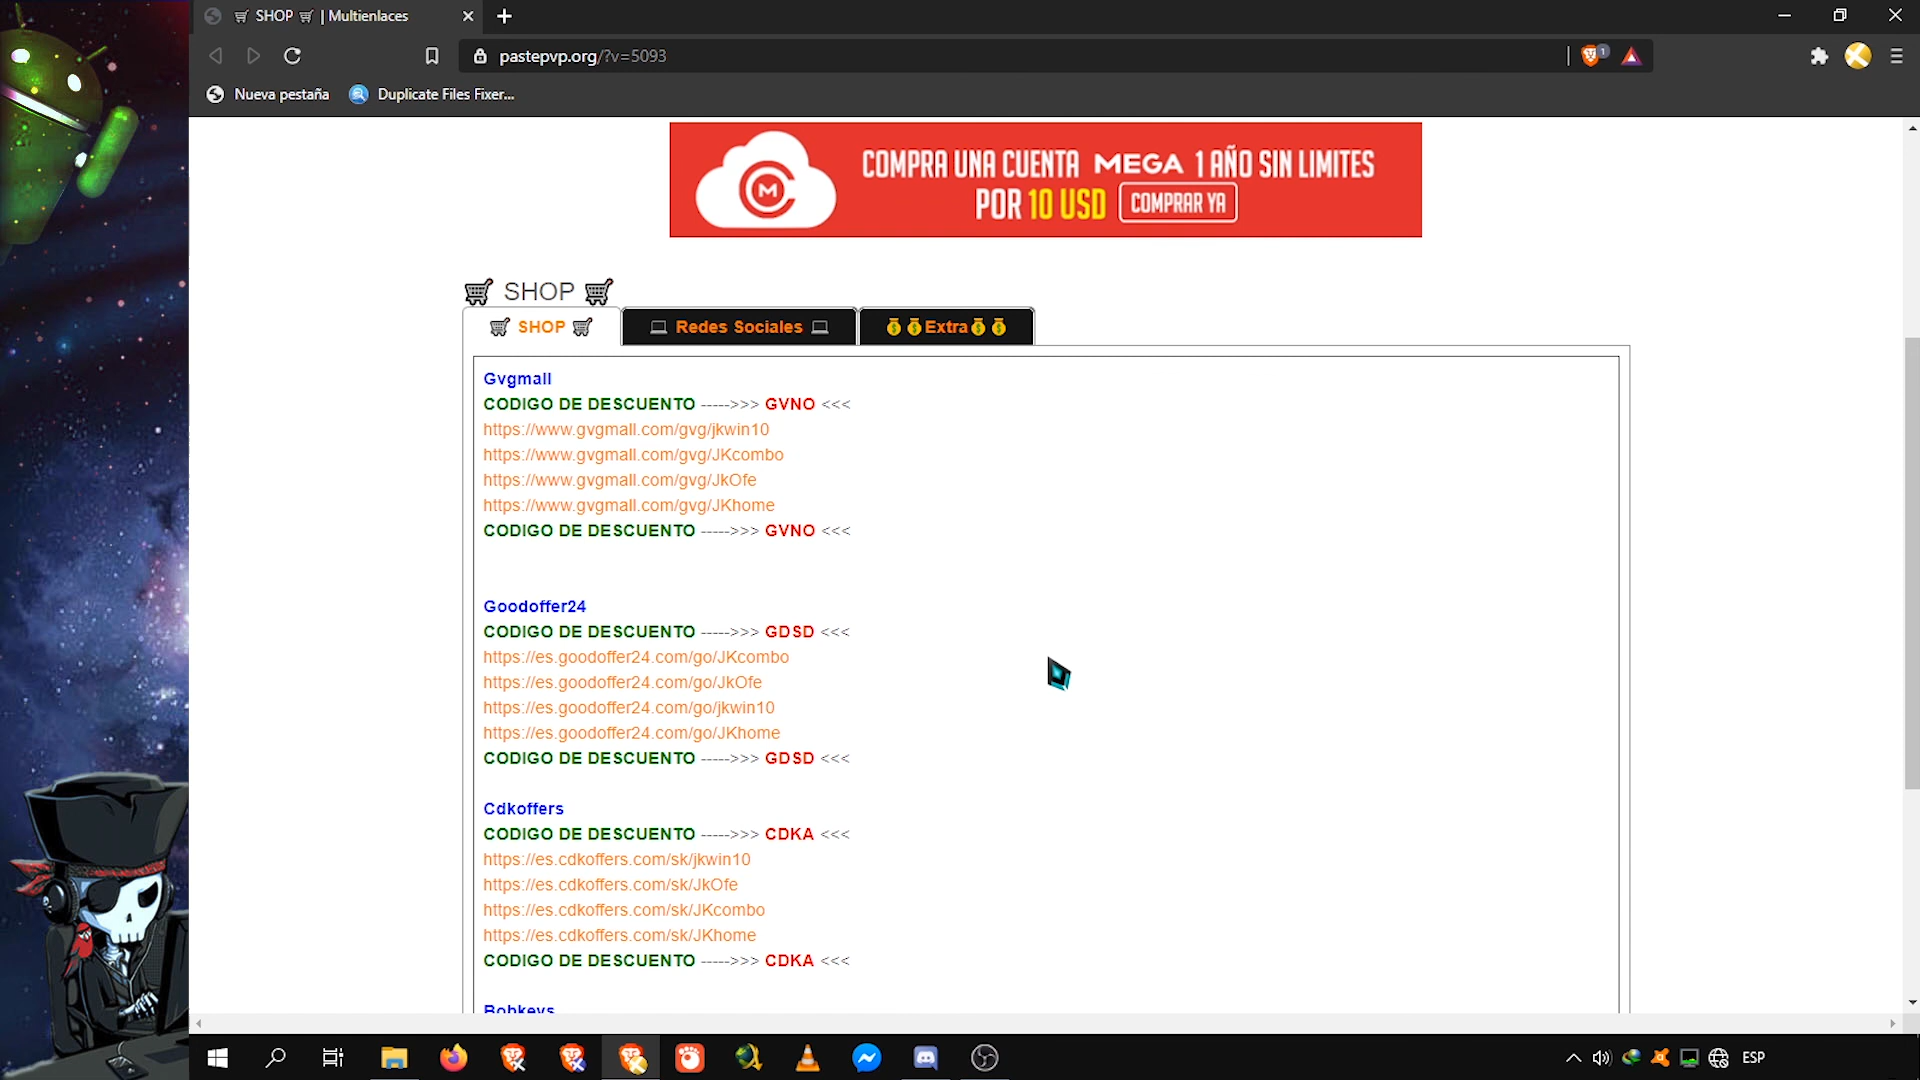 🛒 SHOP 🛒 | Multienlaces
pastepvp.org/?v=5093
1
Nueva pestaña
Duplicate Files Fixer...
COMPRA UNA CUENTA MEGA 1 AÑO SIN LIMITES
POR 10 USD COMPRAR YA
M
🛒 SHOP 🛒
🛒 SHOP 🛒
💻 Redes Sociales 💻
💰💰Extra💰💰
Gvgmall
CODIGO DE DESCUENTO ----->>> GVNO <<<
https://www.gvgmall.com/gvg/jkwin10
https://www.gvgmall.com/gvg/JKcombo
https://www.gvgmall.com/gvg/JkOfe
https://www.gvgmall.com/gvg/JKhome
CODIGO DE DESCUENTO ----->>> GVNO <<<
Goodoffer24
CODIGO DE DESCUENTO ----->>> GDSD <<<
https://es.goodoffer24.com/go/JKcombo
https://es.goodoffer24.com/go/JkOfe
https://es.goodoffer24.com/go/jkwin10
https://es.goodoffer24.com/go/JKhome
CODIGO DE DESCUENTO ----->>> GDSD <<<
Cdkoffers
CODIGO DE DESCUENTO ----->>> CDKA <<<
https://es.cdkoffers.com/sk/jkwin10
https://es.cdkoffers.com/sk/JkOfe
https://es.cdkoffers.com/sk/JKcombo
https://es.cdkoffers.com/sk/JKhome
CODIGO DE DESCUENTO ----->>> CDKA <<<
Bobkeys
ESP